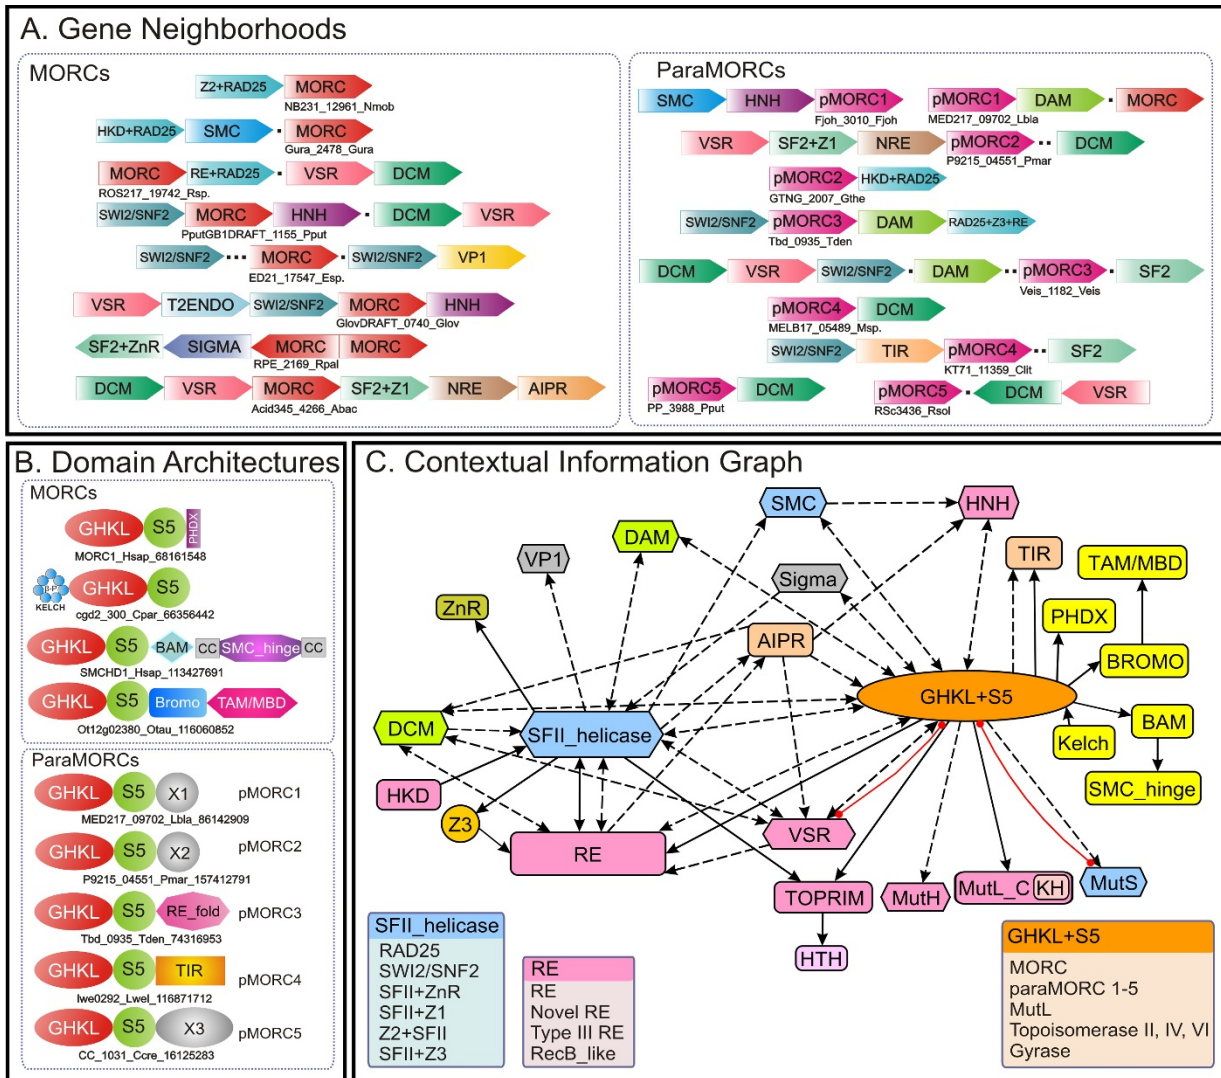 A. Gene Neighborhoods
MORCs
Z2+RAD25 MORC
NB231_12961_Nmob
HKD+RAD25 SMC MORC
Gura_2478_Gura
MORC RE+RAD25 VSR DCM
ROS217_19742_Rsp.
SWI2/SNF2 MORC HNH DCM VSR
PputGB1DRAFT_1155_Pput
SWI2/SNF2 MORC SWI2/SNF2 VP1
ED21_17547_Esp.
VSR T2ENDO SWI2/SNF2 MORC HNH
GlovDRAFT_0740_Glov
SF2+ZnR SIGMA MORC MORC
RPE_2169_Rpal
DCM VSR MORC SF2+Z1 NRE AIPR
Acid345_4266_Abac
ParaMORCs
SMC HNH pMORC1 pMORC1 DAM MORC
Fjoh_3010_Fjoh MED217_09702_Lbla
VSR SF2+Z1 NRE pMORC2 DCM
P9215_04551_Pmar
pMORC2 HKD+RAD25
GTNG_2007_Gthe
SWI2/SNF2 pMORC3 DAM RAD25+Z3+RE
Tbd_0935_Tden
DCM VSR SWI2/SNF2 DAM pMORC3 SF2
Veis_1182_Veis
pMORC4 DCM
MELB17_05489_Msp.
SWI2/SNF2 TIR pMORC4 SF2
KT71_11359_Clit
pMORC5 DCM pMORC5 DCM VSR
PP_3988_Pput RSc3436_Rsol
B. Domain Architectures
MORCs
GHKL S5 PHDX
MORC1_Hsap_68161548
β-P GHKL S5
KELCH
cgd2_300_Cpar_66356442
GHKL S5 BAM CC SMC_hinge CC
SMCHD1_Hsap_113427691
GHKL S5 Bromo TAM/MBD
Ot12g02380_Otau_116060852
ParaMORCs
GHKL S5 X1 pMORC1
MED217_09702_Lbla_86142909
GHKL S5 X2 pMORC2
P9215_04551_Pmar_157412791
GHKL S5 RE_fold pMORC3
Tbd_0935_Tden_74316953
GHKL S5 TIR pMORC4
lwe0292_Lwel_116871712
GHKL S5 X3 pMORC5
CC_1031_Ccre_16125283
C. Contextual Information Graph
SMC HNH
DAM TIR
VP1 TAM/MBD
Sigma
ZnR PHDX
AIPR BROMO
GHKL+S5
DCM SFII_helicase BAM
Kelch
HKD SMC_hinge
Z3 VSR
RE
TOPRIM MutH MutL_C KH MutS
HTH
SFII_helicase
RAD25
SWI2/SNF2
SFII+ZnR
SFII+Z1
Z2+SFII
SFII+Z3
RE
RE
Novel RE
Type III RE
RecB_like
GHKL+S5
MORC
paraMORC 1-5
MutL
Topoisomerase II, IV, VI
Gyrase